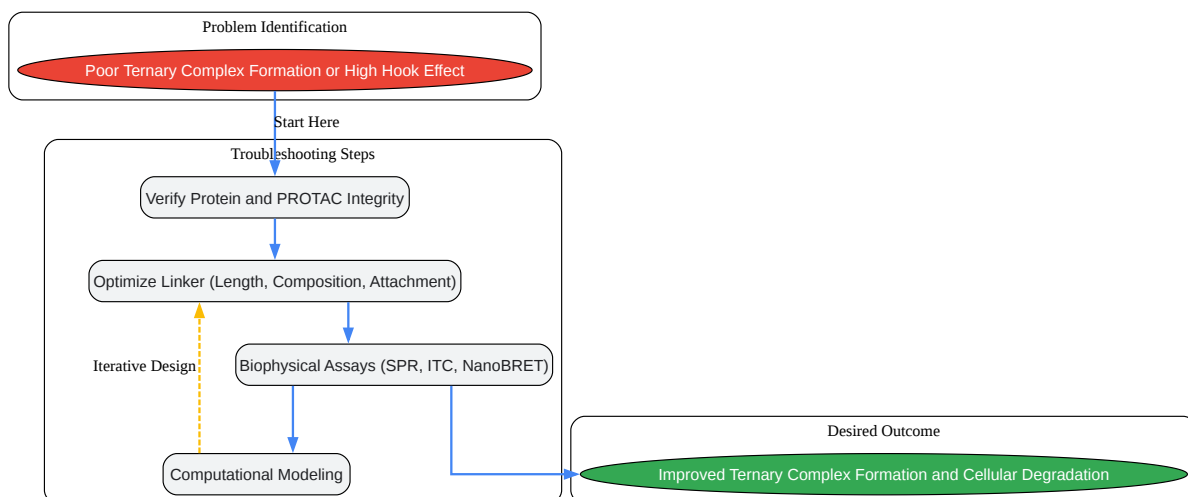 Problem Identification
Poor Ternary Complex Formation or High Hook Effect
Start Here
Troubleshooting Steps
Verify Protein and PROTAC Integrity
Optimize Linker (Length, Composition, Attachment)
Iterative Design
Biophysical Assays (SPR, ITC, NanoBRET)
Computational Modeling
Desired Outcome
Improved Ternary Complex Formation and Cellular Degradation